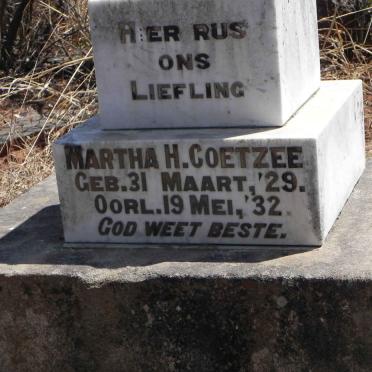 HIER RUS
ONS
LIEFLING
MARTHA H. COETZEE
GEB. 31 MAART, '29.
OORL. 19 MEI, '32.
GOD WEET BESTE.